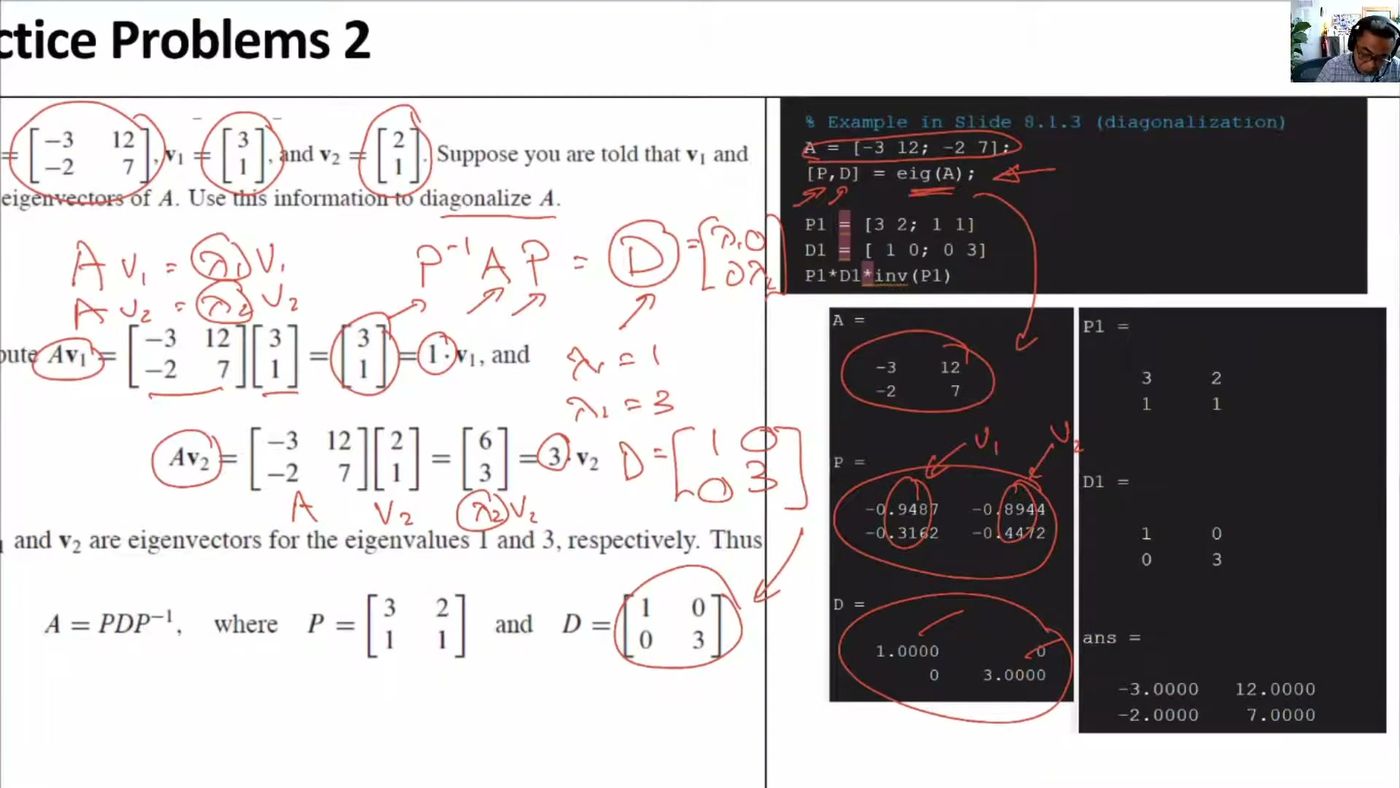 ctice Problems 2
= [−3 12; −2 7], v₁ = [3; 1], and v₂ = [2; 1]. Suppose you are told that v₁ and
eigenvectors of A. Use this information to diagonalize A.
A v₁ = λ₁ V₁
A v₂ = λ₂ V₂
P⁻¹ A P = D = [λ₁ 0; 0 λ₂]
pute Av₁ = [−3 12; −2 7][3; 1] = [3; 1] = 1·v₁, and
λ₁ = 1
λ₂ = 3
Av₂ = [−3 12; −2 7][2; 1] = [6; 3] = 3·v₂
D = [1 0; 0 3]
A V₂ λ₂ V₂
₁ and v₂ are eigenvectors for the eigenvalues 1 and 3, respectively. Thus
A = PDP⁻¹, where P = [3 2; 1 1] and D = [1 0; 0 3]
% Example in Slide 8.1.3 (diagonalization)
A = [-3 12; -2 7];
[P,D] = eig(A);
P1 = [3 2; 1 1]
D1 = [ 1 0; 0 3]
P1*D1*inv(P1)
A =
-3 12
-2 7
V₁ V₂
P =
-0.9487 -0.8944
-0.3162 -0.4472
D =
1.0000 0
0 3.0000
P1 =
3 2
1 1
D1 =
1 0
0 3
ans =
-3.0000 12.0000
-2.0000 7.0000